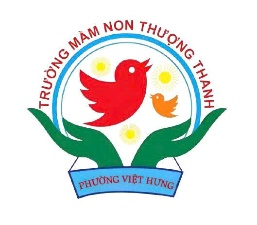 TRƯỜNG MẦM NON THƯỢNG THANH
PHƯỜNG VIỆT HƯNG